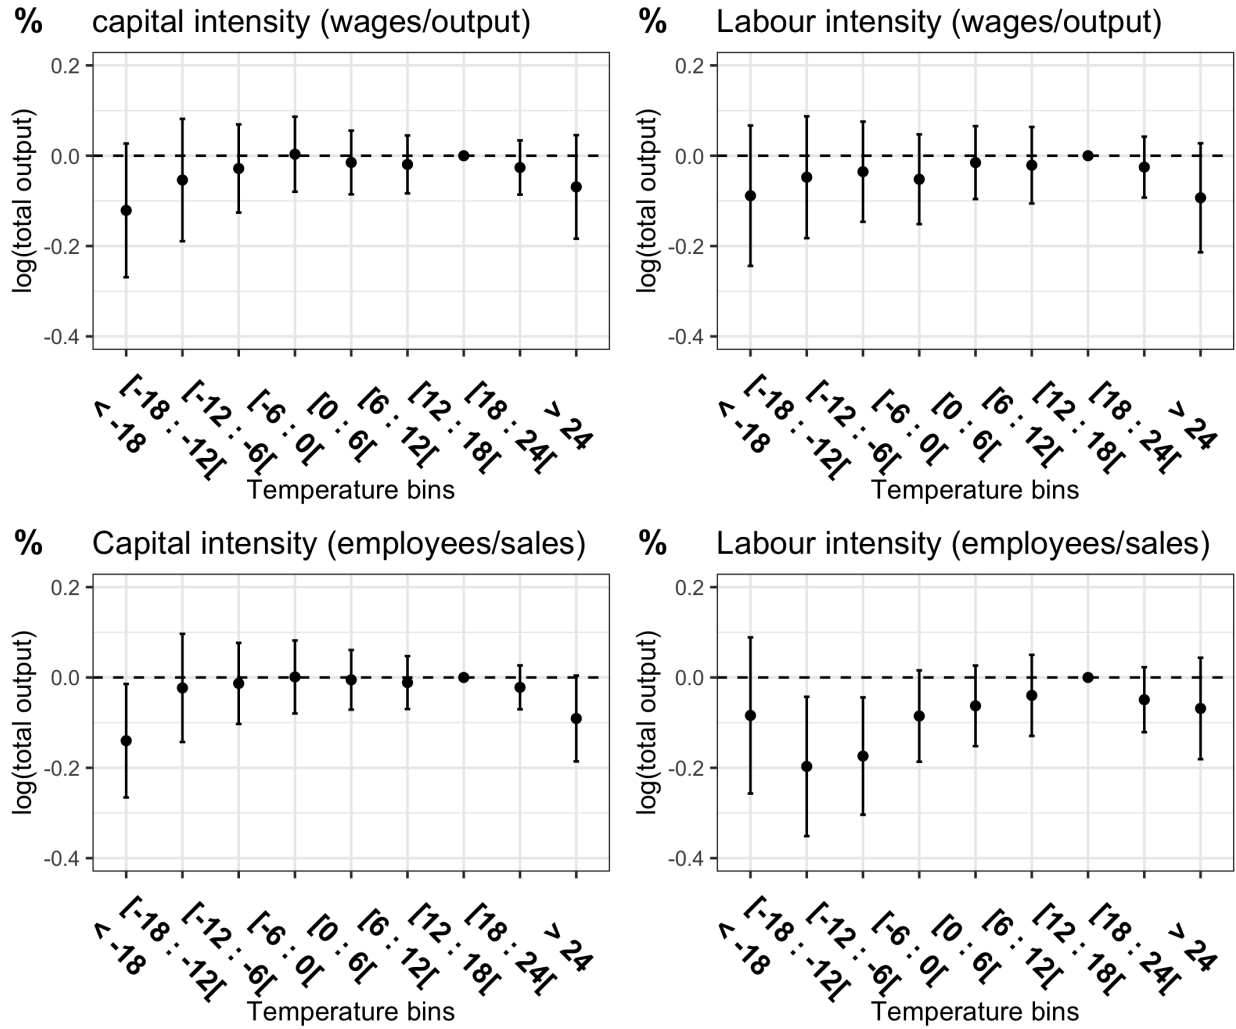 % capital intensity (wages/output)
0.2
0.0
-0.2
-0.4
log(total output)
< -18
[-18 : -12[
[-12 : -6[
[-6 : 0[
[0 : 6[
[6 : 12[
[12 : 18[
[18 : 24[
> 24
Temperature bins
% Labour intensity (wages/output)
0.2
0.0
-0.2
-0.4
log(total output)
< -18
[-18 : -12[
[-12 : -6[
[-6 : 0[
[0 : 6[
[6 : 12[
[12 : 18[
[18 : 24[
> 24
Temperature bins
% Capital intensity (employees/sales)
0.2
0.0
-0.2
-0.4
log(total output)
< -18
[-18 : -12[
[-12 : -6[
[-6 : 0[
[0 : 6[
[6 : 12[
[12 : 18[
[18 : 24[
> 24
Temperature bins
% Labour intensity (employees/sales)
0.2
0.0
-0.2
-0.4
log(total output)
< -18
[-18 : -12[
[-12 : -6[
[-6 : 0[
[0 : 6[
[6 : 12[
[12 : 18[
[18 : 24[
> 24
Temperature bins